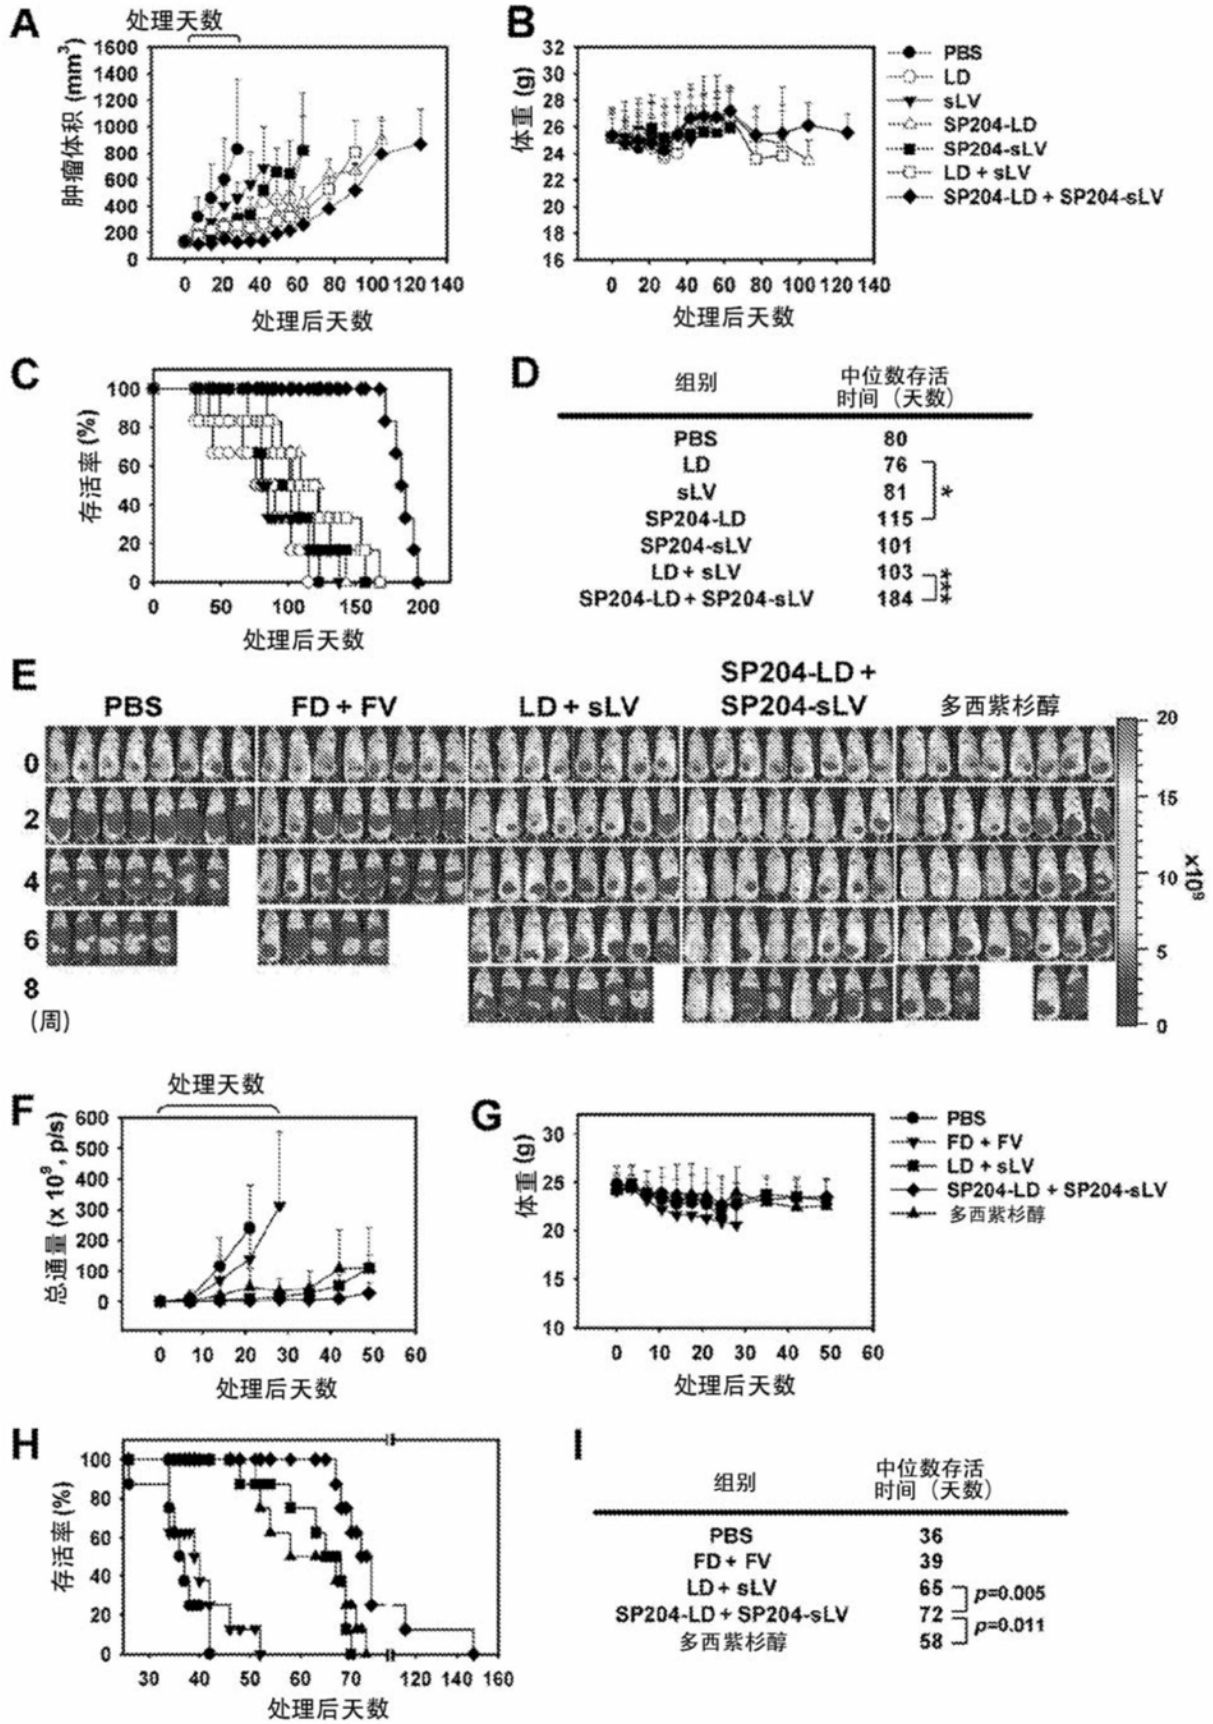 A
处理天数
肿瘤体积 (mm³)
1600
1400
1200
1000
800
600
400
200
0
0 20 40 60 80 100 120 140
处理后天数
B
体重 (g)
32
30
28
26
24
22
20
18
16
0 20 40 60 80 100 120 140
处理后天数
PBS
LD
sLV
SP204-LD
SP204-sLV
LD + sLV
SP204-LD + SP204-sLV
C
存活率 (%)
100
80
60
40
20
0
0 50 100 150 200
处理后天数
D
组别 中位数存活
时间（天数）
PBS 80
LD 76
sLV 81
SP204-LD 115
*
SP204-sLV 101
LD + sLV 103
SP204-LD + SP204-sLV 184
***
E
PBS FD + FV LD + sLV SP204-LD +
SP204-sLV 多西紫杉醇
0
2
4
6
8
(周)
20
15
10
5
0
x10⁹
F
处理天数
总通量 (x 10⁹, p/s)
600
500
400
300
200
100
0
0 10 20 30 40 50 60
处理后天数
G
体重 (g)
30
25
20
15
10
0 10 20 30 40 50 60
处理后天数
PBS
FD + FV
LD + sLV
SP204-LD + SP204-sLV
多西紫杉醇
H
存活率 (%)
100
80
60
40
20
0
30 40 50 60 70 120 140 160
处理后天数
I
组别 中位数存活
时间（天数）
PBS 36
FD + FV 39
LD + sLV 65
p=0.005
SP204-LD + SP204-sLV 72
p=0.011
多西紫杉醇 58